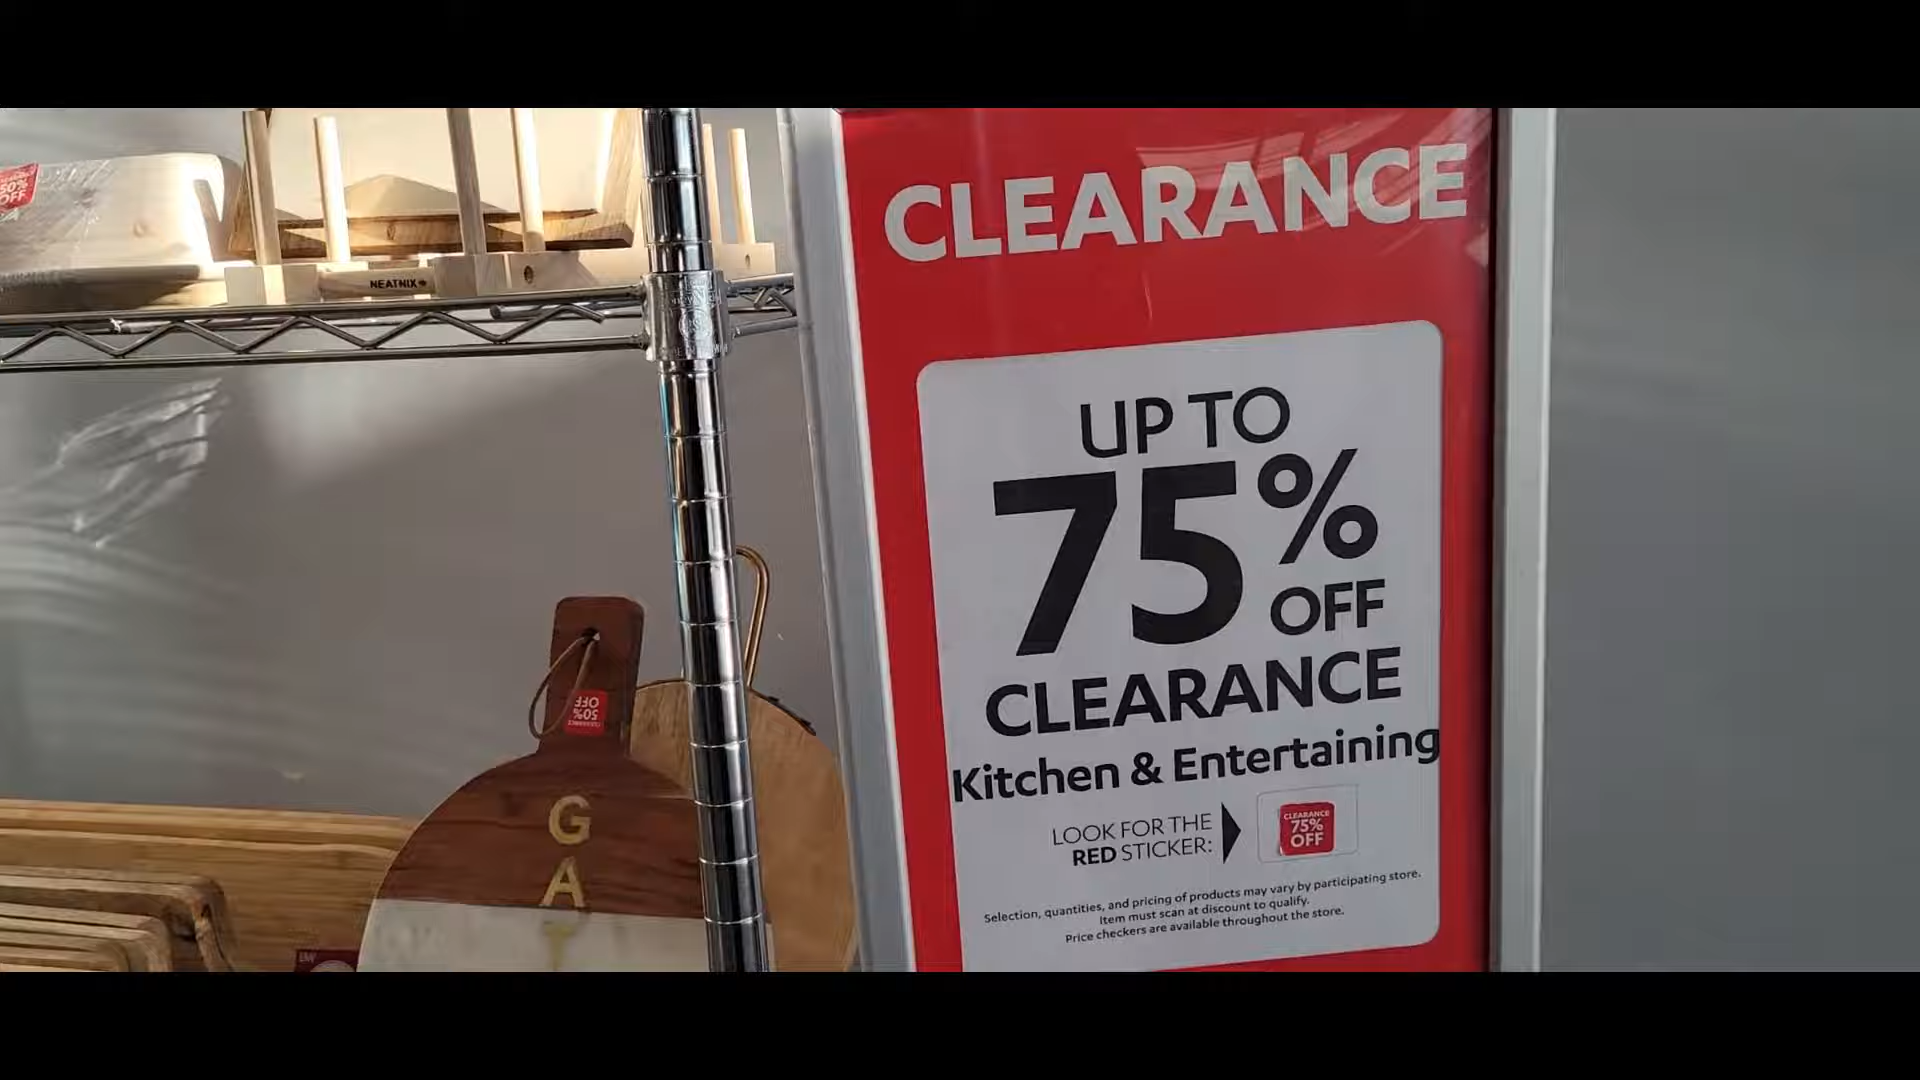 50%
OFF
NEATNIX
50%
OFF
G
A
T
CLEARANCE
UP TO
75%
OFF
CLEARANCE
Kitchen & Entertaining
LOOK FOR THE
RED STICKER:
CLEARANCE
75%
OFF
Selection, quantities, and pricing of products may vary by participating store.
Item must scan at discount to qualify.
Price checkers are available throughout the store.